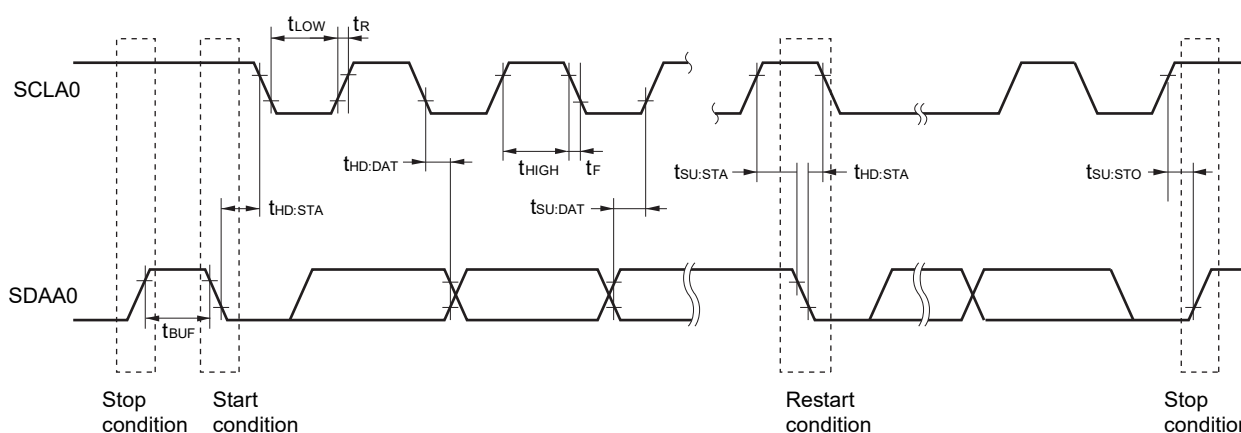 tLOW tR
SCLA0
tHD:DAT tHIGH tF tSU:STA tHD:STA tSU:STO
tHD:STA tSU:DAT
SDAA0
tBUF
Stop condition
Start condition
Restart condition
Stop condition